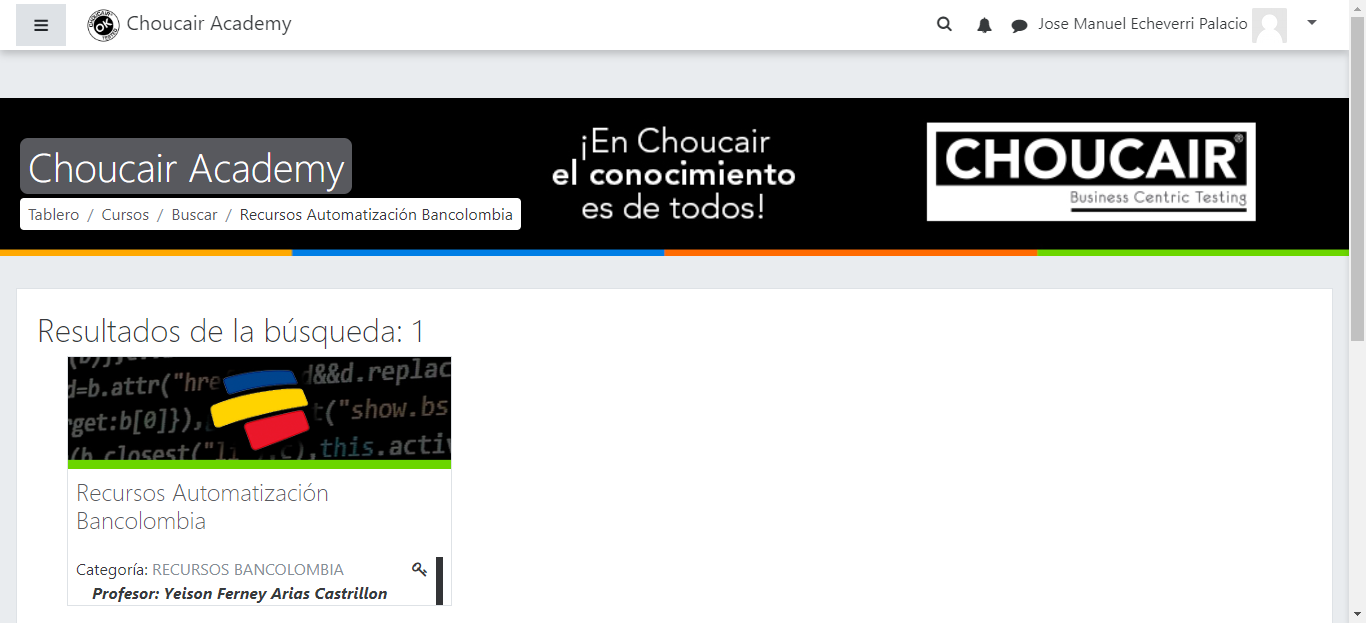 Choucair Academy
Jose Manuel Echeverri Palacio
¡En Choucair
el conocimiento
es de todos!
CHOUCAIR®
Business Centric Testing
Choucair Academy
Tablero / Cursos / Buscar / Recursos Automatización Bancolombia
Resultados de la búsqueda: 1
d=b.attr("hre d&&d.replac
rget:b[0]}), t("show.bs
(b.closest("li ),this.activ
Recursos Automatización
Bancolombia
Categoría: RECURSOS BANCOLOMBIA
Profesor: Yeison Ferney Arias Castrillon